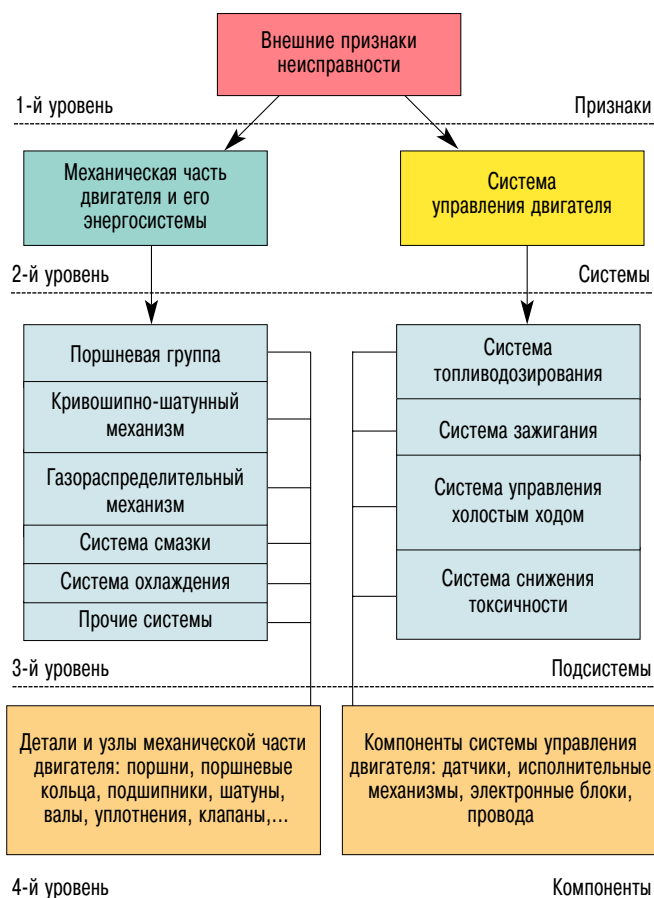 Внешние признаки
неисправности
1-й уровень
Признаки
Механическая часть
двигателя и его
энергосистемы
Система
управления двигателя
2-й уровень
Системы
Поршневая группа
Кривошипно-шатунный
механизм
Газораспределительный
механизм
Система смазки
Система охлаждения
Прочие системы
Система
топливодозирования
Система зажигания
Система управления
холостым ходом
Система снижения
токсичности
3-й уровень
Подсистемы
Детали и узлы механической части
двигателя: поршни, поршневые
кольца, подшипники, шатуны,
валы, уплотнения, клапаны,...
Компоненты системы управления
двигателя: датчики, исполнительные
механизмы, электронные блоки,
провода
4-й уровень
Компоненты